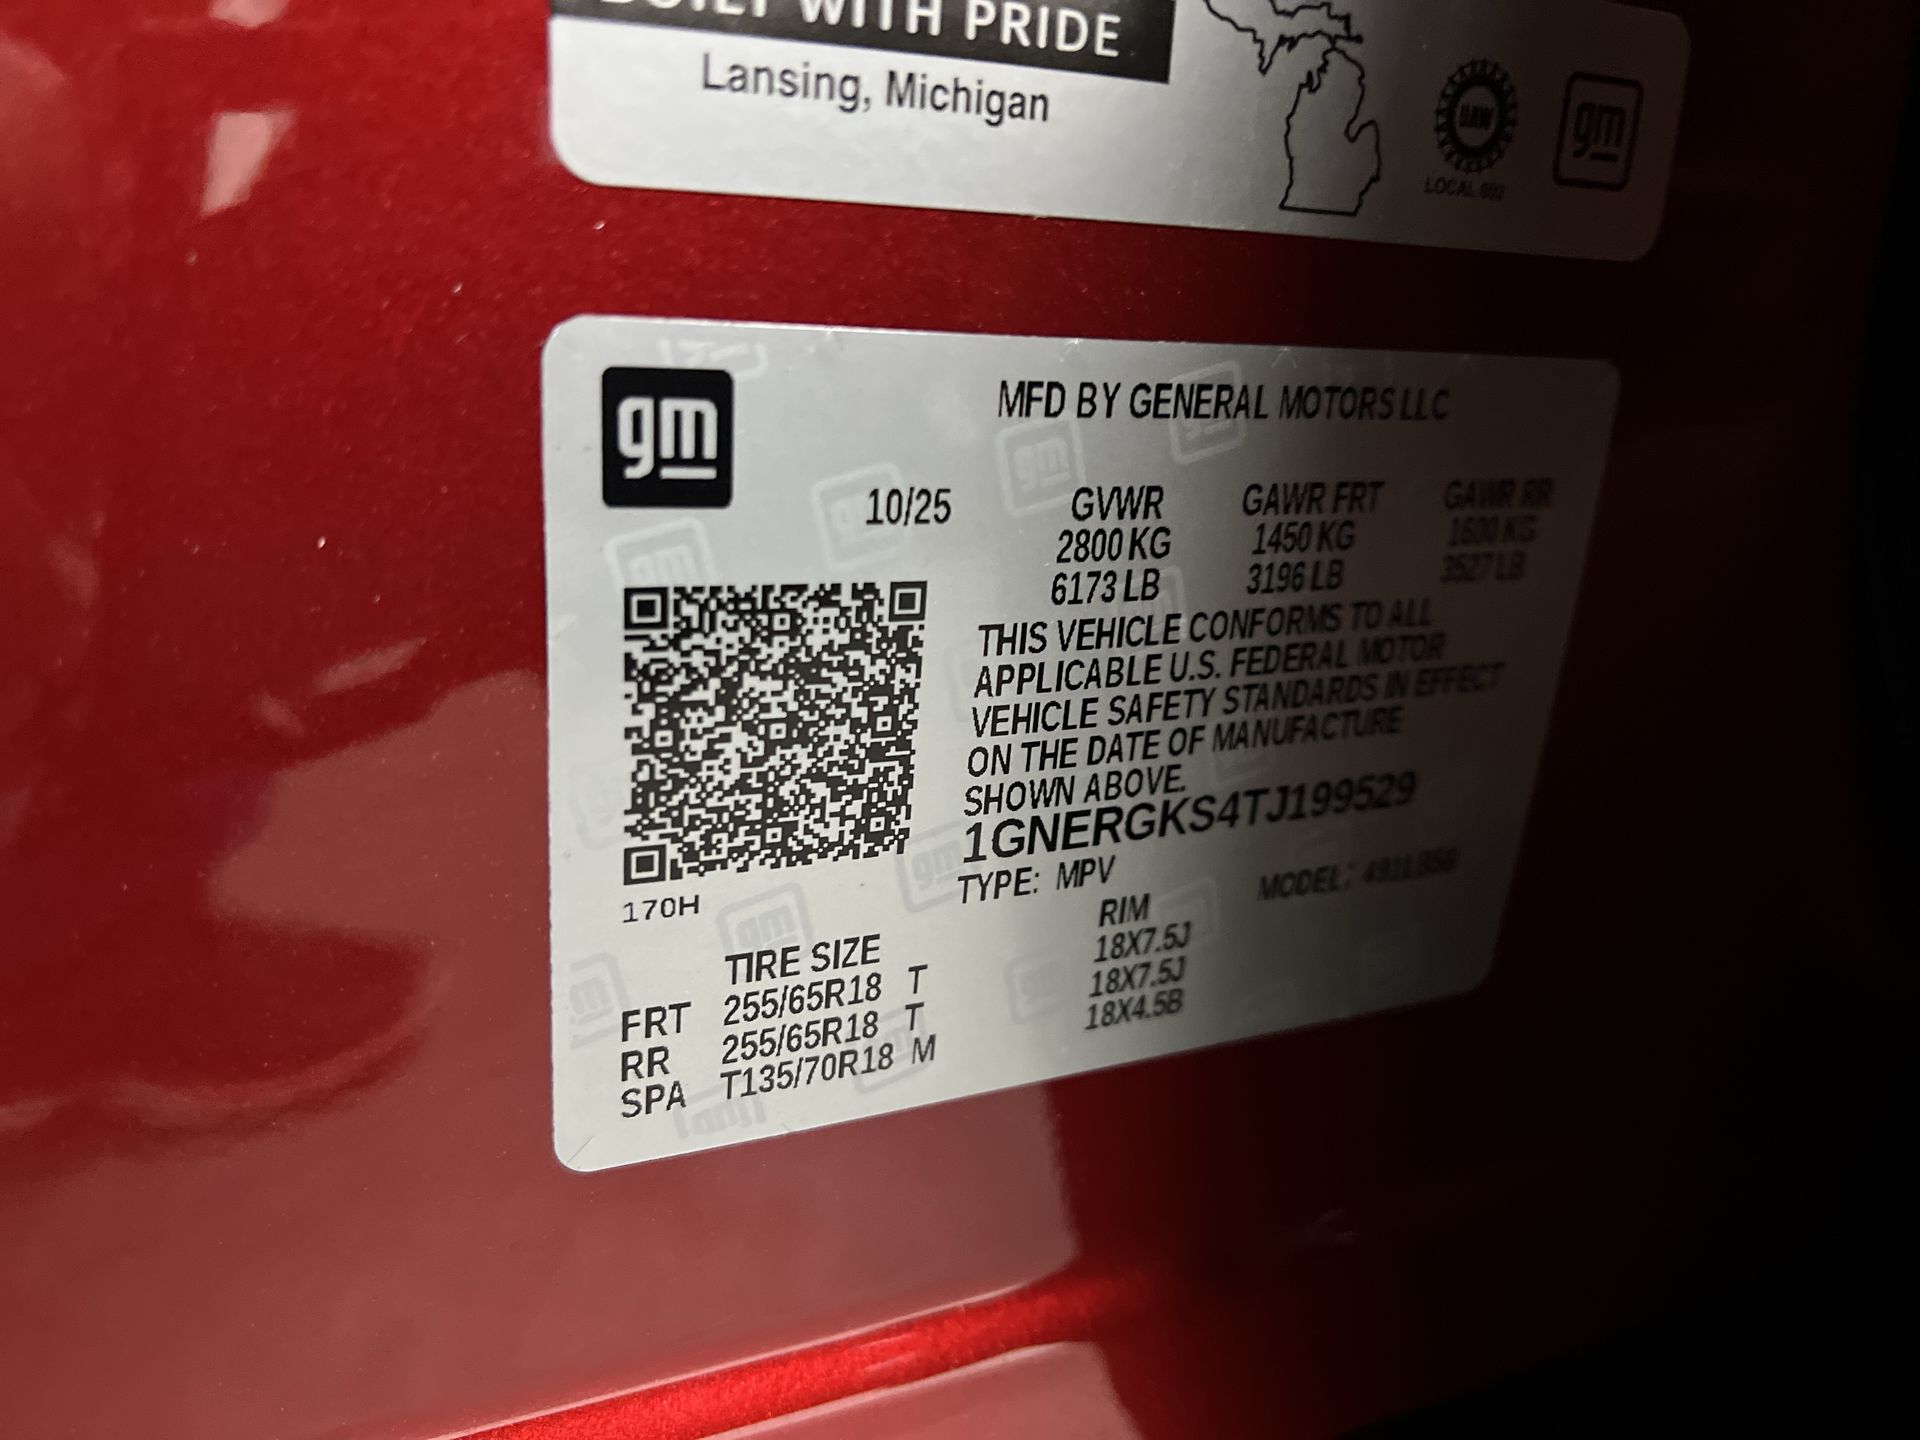 BUILT WITH PRIDE
Lansing, Michigan
UAW
LOCAL 602
gm
gm
MFD BY GENERAL MOTORS LLC
10/25
GVWR GAWR FRT GAWR RR
2800 KG 1450 KG 1600 KG
6173 LB 3196 LB 3527 LB
THIS VEHICLE CONFORMS TO ALL
APPLICABLE U.S. FEDERAL MOTOR
VEHICLE SAFETY STANDARDS IN EFFECT
ON THE DATE OF MANUFACTURE
SHOWN ABOVE.
1GNERGKS4TJ199529
TYPE: MPV MODEL:
170H
TIRE SIZE RIM
FRT 255/65R18 T 18X7.5J
RR 255/65R18 T 18X7.5J
SPA T135/70R18 M 18X4.5B